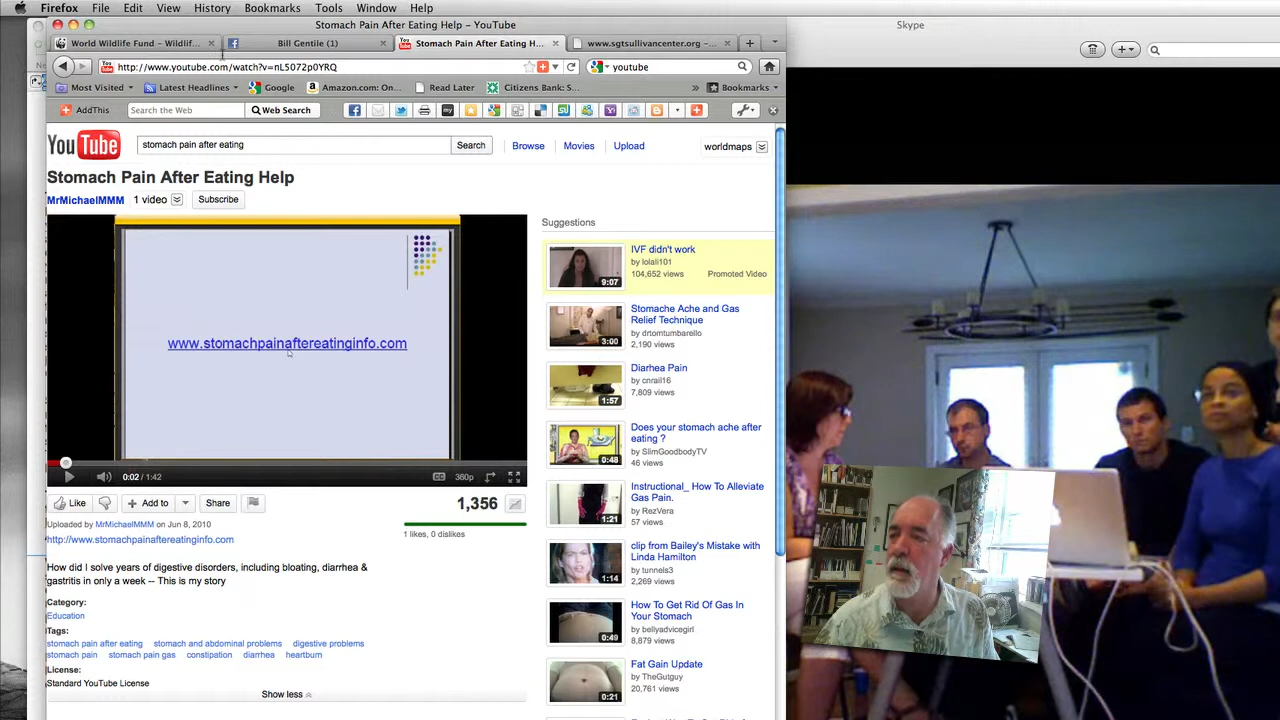 Firefox File Edit View History Bookmarks Tools Window Help
Stomach Pain After Eating Help – YouTube
Skype
World Wildlife Fund - Wildlif...
Bill Gentile (1)
Stomach Pain After Eating H...
www.sgtsullivancenter.org - ...
http://www.youtube.com/watch?v=nL5072p0YRQ
youtube
Most Visited
Latest Headlines
Google
Amazon.com: On...
Read Later
Citizens Bank: S...
Bookmarks
AddThis
Search the Web
Web Search
YouTube
stomach pain after eating
Search
Browse
Movies
Upload
worldmaps
Stomach Pain After Eating Help
MrMichaelMMM
1 video
Subscribe
www.stomachpainaftereatinginfo.com
0:02 / 1:42
CC
360p
Like
Add to
Share
1,356
Uploaded by MrMichaelMMM on Jun 8, 2010
1 likes, 0 dislikes
http://www.stomachpainaftereatinginfo.com
How did I solve years of digestive disorders, including bloating, diarrhea &
gastritis in only a week -- This is my story
Category:
Education
Tags:
stomach pain after eating stomach and abdominal problems digestive problems
stomach pain stomach pain gas constipation diarrhea heartburn
License:
Standard YouTube License
Show less
Suggestions
IVF didn't work
by lolali101
104,652 views
Promoted Video
9:07
Stomache Ache and Gas
Relief Technique
by drtomtumbarello
2,190 views
3:00
Diarhea Pain
by cnrail16
7,809 views
1:57
Does your stomach ache after
eating ?
by SlimGoodbodyTV
46 views
0:48
Instructional_ How To Alleviate
Gas Pain.
by RezVera
57 views
1:21
clip from Bailey's Mistake with
Linda Hamilton
by tunnels3
2,269 views
1:14
How To Get Rid Of Gas In
Your Stomach
by bellyadvicegirl
8,879 views
0:49
Fat Gain Update
by TheGutguy
20,761 views
0:21